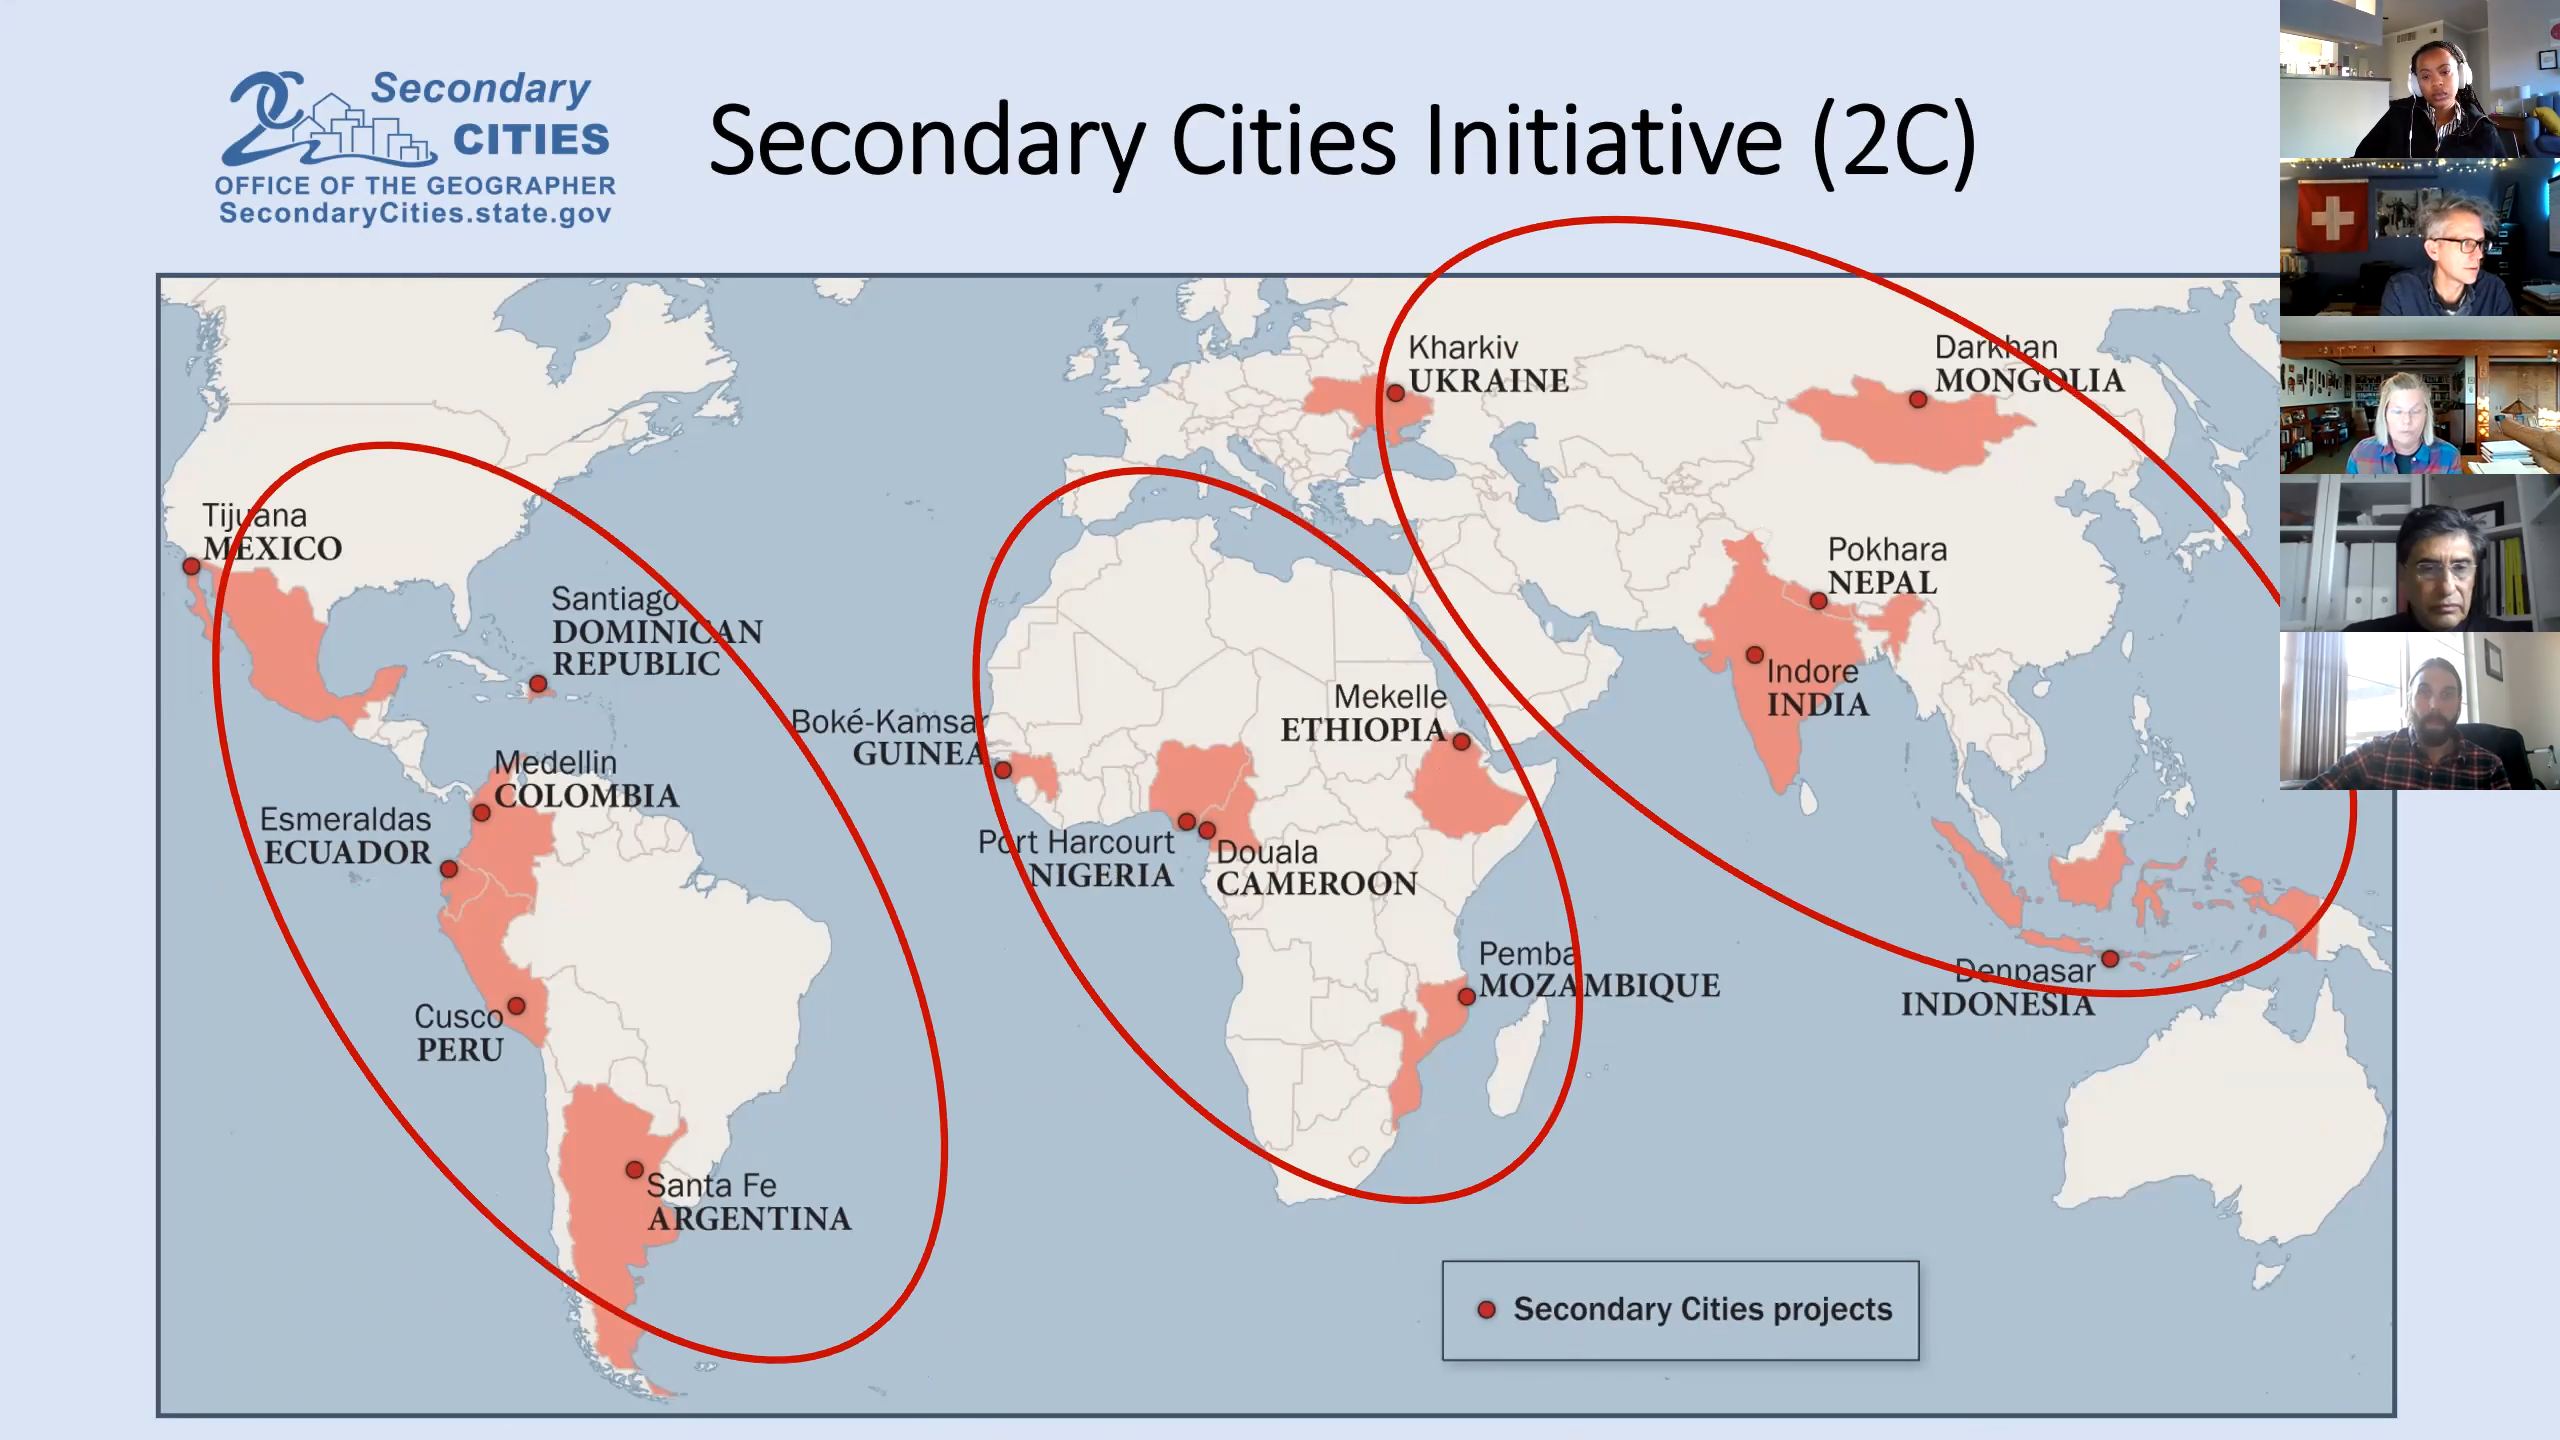 Secondary
CITIES
OFFICE OF THE GEOGRAPHER
SecondaryCities.state.gov
Secondary Cities Initiative (2C)
Kharkiv
UKRAINE
Darkhan
MONGOLIA
Tijuana
MEXICO
Santiago
DOMINICAN
REPUBLIC
Pokhara
NEPAL
Indore
INDIA
Boké-Kamsar
GUINEA
Mekelle
ETHIOPIA
Medellin
COLOMBIA
Esmeraldas
ECUADOR
Port Harcourt
NIGERIA
Douala
CAMEROON
Pemba
MOZAMBIQUE
Denpasar
INDONESIA
Cusco
PERU
Santa Fe
ARGENTINA
Secondary Cities projects